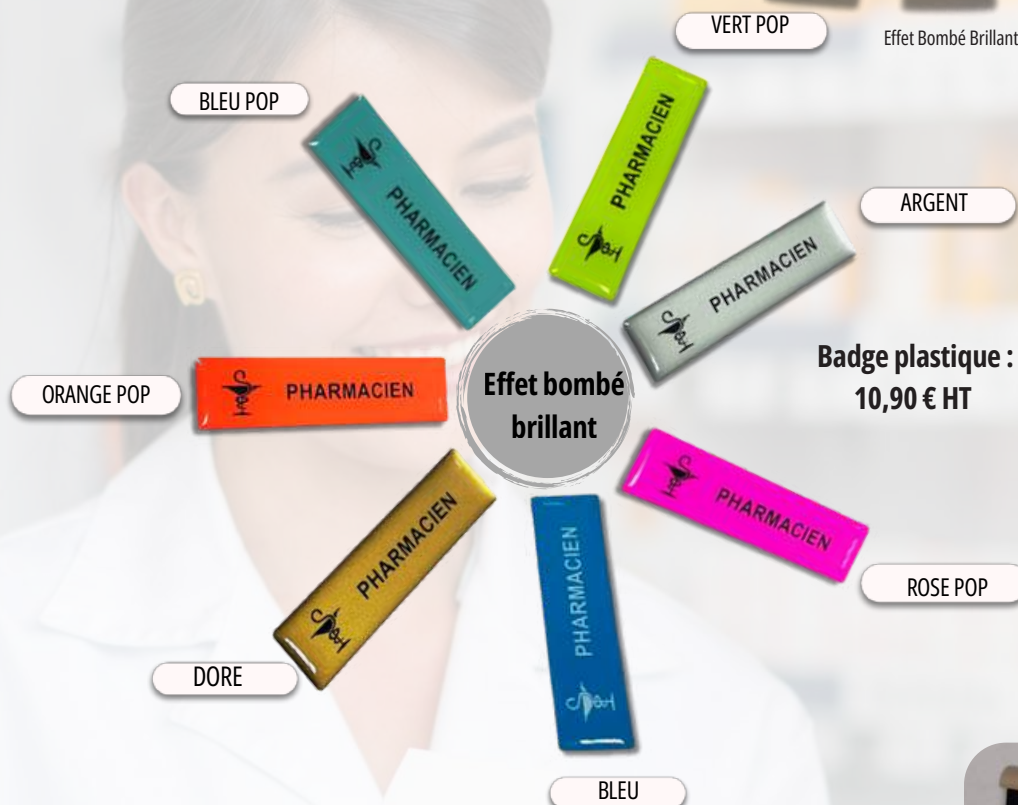 VERT POP
Effet Bombé Brillant
BLEU POP
PHARMACIEN
PHARMACIEN
ARGENT
PHARMACIEN
Badge plastique :
10,90 € HT
ORANGE POP
PHARMACIEN
Effet bombé
brillant
PHARMACIEN
PHARMACIEN
PHARMACIEN
ROSE POP
DORE
BLEU